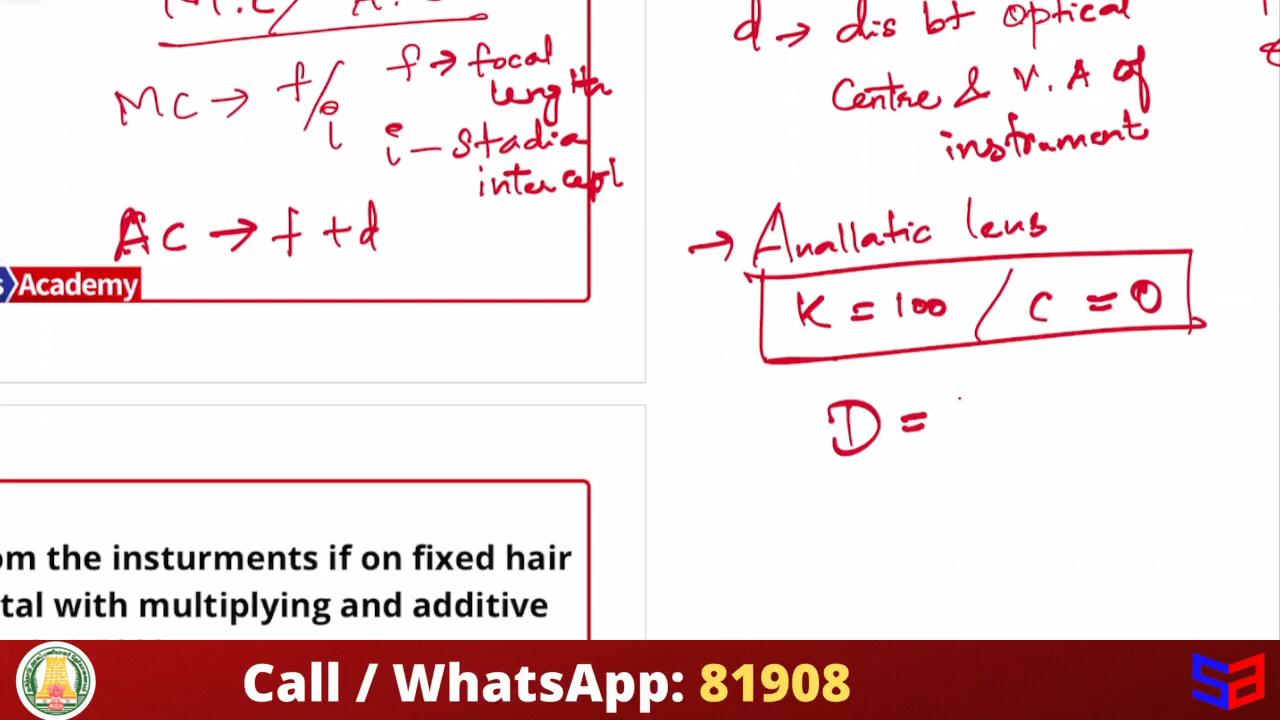 MC → f/i
f → focal
length
i - stadia
intercept
AC → f + d
Academy
d → dis bt optical
Centre & V.A of
instrument
→ Anallatic lens
K = 100 / C = 0
D =
om the insturments if on fixed hair
tal with multiplying and additive
Call / WhatsApp: 81908